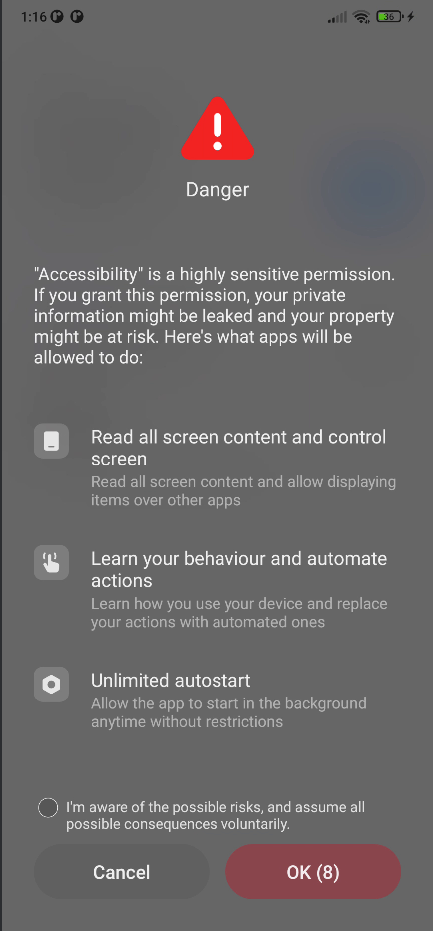 1:16
36
Danger
"Accessibility" is a highly sensitive permission.
If you grant this permission, your private
information might be leaked and your property
might be at risk. Here's what apps will be
allowed to do:
Read all screen content and control
screen
Read all screen content and allow displaying
items over other apps
Learn your behaviour and automate
actions
Learn how you use your device and replace
your actions with automated ones
Unlimited autostart
Allow the app to start in the background
anytime without restrictions
I'm aware of the possible risks, and assume all
possible consequences voluntarily.
Cancel
OK (8)